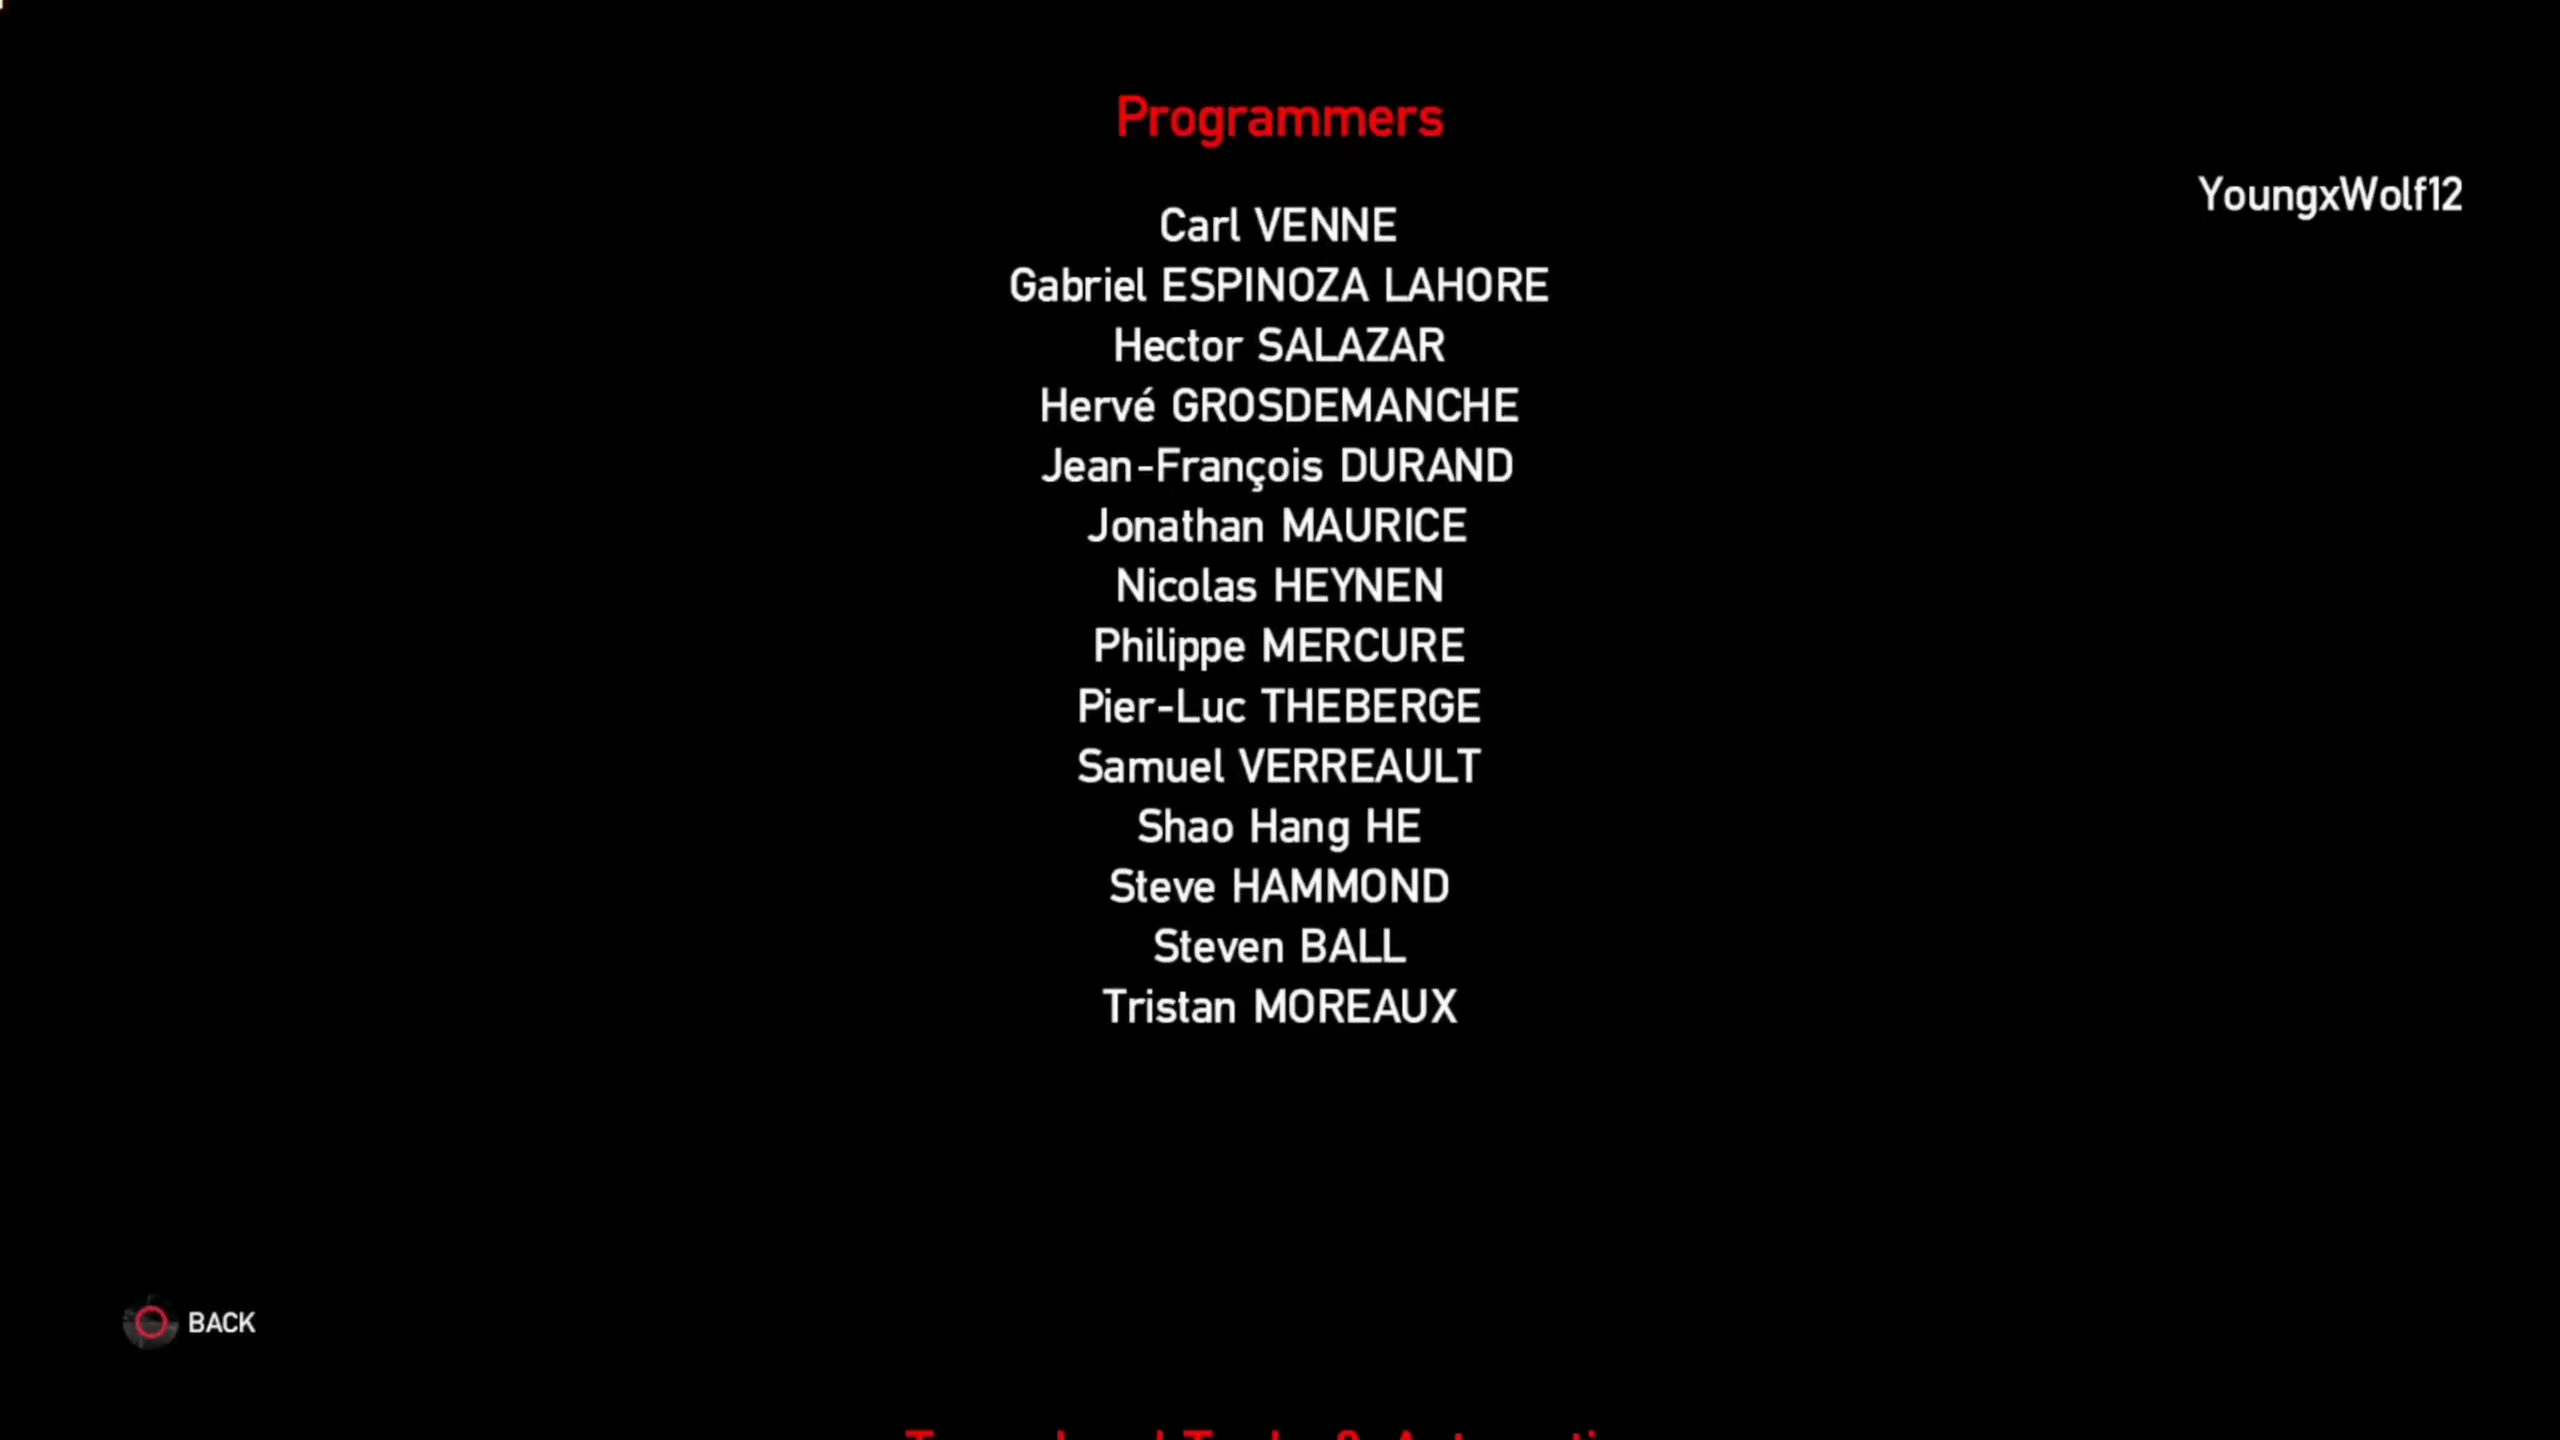 Programmers
YoungxWolf12
Carl VENNE
Gabriel ESPINOZA LAHORE
Hector SALAZAR
Hervé GROSDEMANCHE
Jean-François DURAND
Jonathan MAURICE
Nicolas HEYNEN
Philippe MERCURE
Pier-Luc THEBERGE
Samuel VERREAULT
Shao Hang HE
Steve HAMMOND
Steven BALL
Tristan MOREAUX
BACK